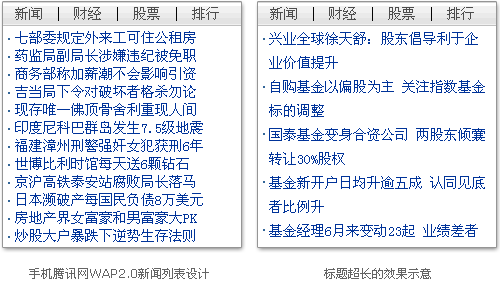 新闻 | 财经 | 股票 | 排行
·七部委规定外来工可住公租房
·药监局副局长涉嫌违纪被免职
·商务部称加薪潮不会影响引资
·吉当局下令对破坏者格杀勿论
·现存唯一佛顶骨舍利重现人间
·印度尼科巴群岛发生7.5级地震
·福建漳州刑警强奸女犯获刑6年
·世博比利时馆每天送6颗钻石
·京沪高铁泰安站腐败局长落马
·日本濒破产每国民负债8万美元
·房地产界女富豪和男富豪大PK
·炒股大户暴跌下逆势生存法则
手机腾讯网WAP2.0新闻列表设计
新闻 | 财经 | 股票 | 排行
·兴业全球徐天舒：股东倡导利于企
业价值提升
·自购基金以偏股为主 关注指数基金
标的调整
·国泰基金变身合资公司 两股东倾囊
转让30%股权
·基金新开户日均升逾五成 认同见底
者比例升
·基金经理6月来变动23起 业绩差者
标题超长的效果示意